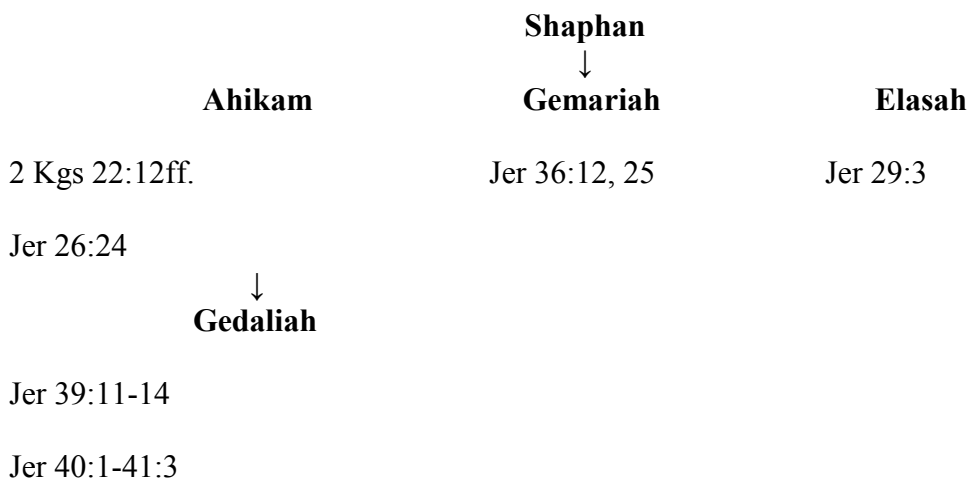 Shaphan
↓
Ahikam Gemariah Elasah
2 Kgs 22:12ff. Jer 36:12, 25 Jer 29:3
Jer 26:24
↓
Gedaliah
Jer 39:11-14
Jer 40:1-41:3